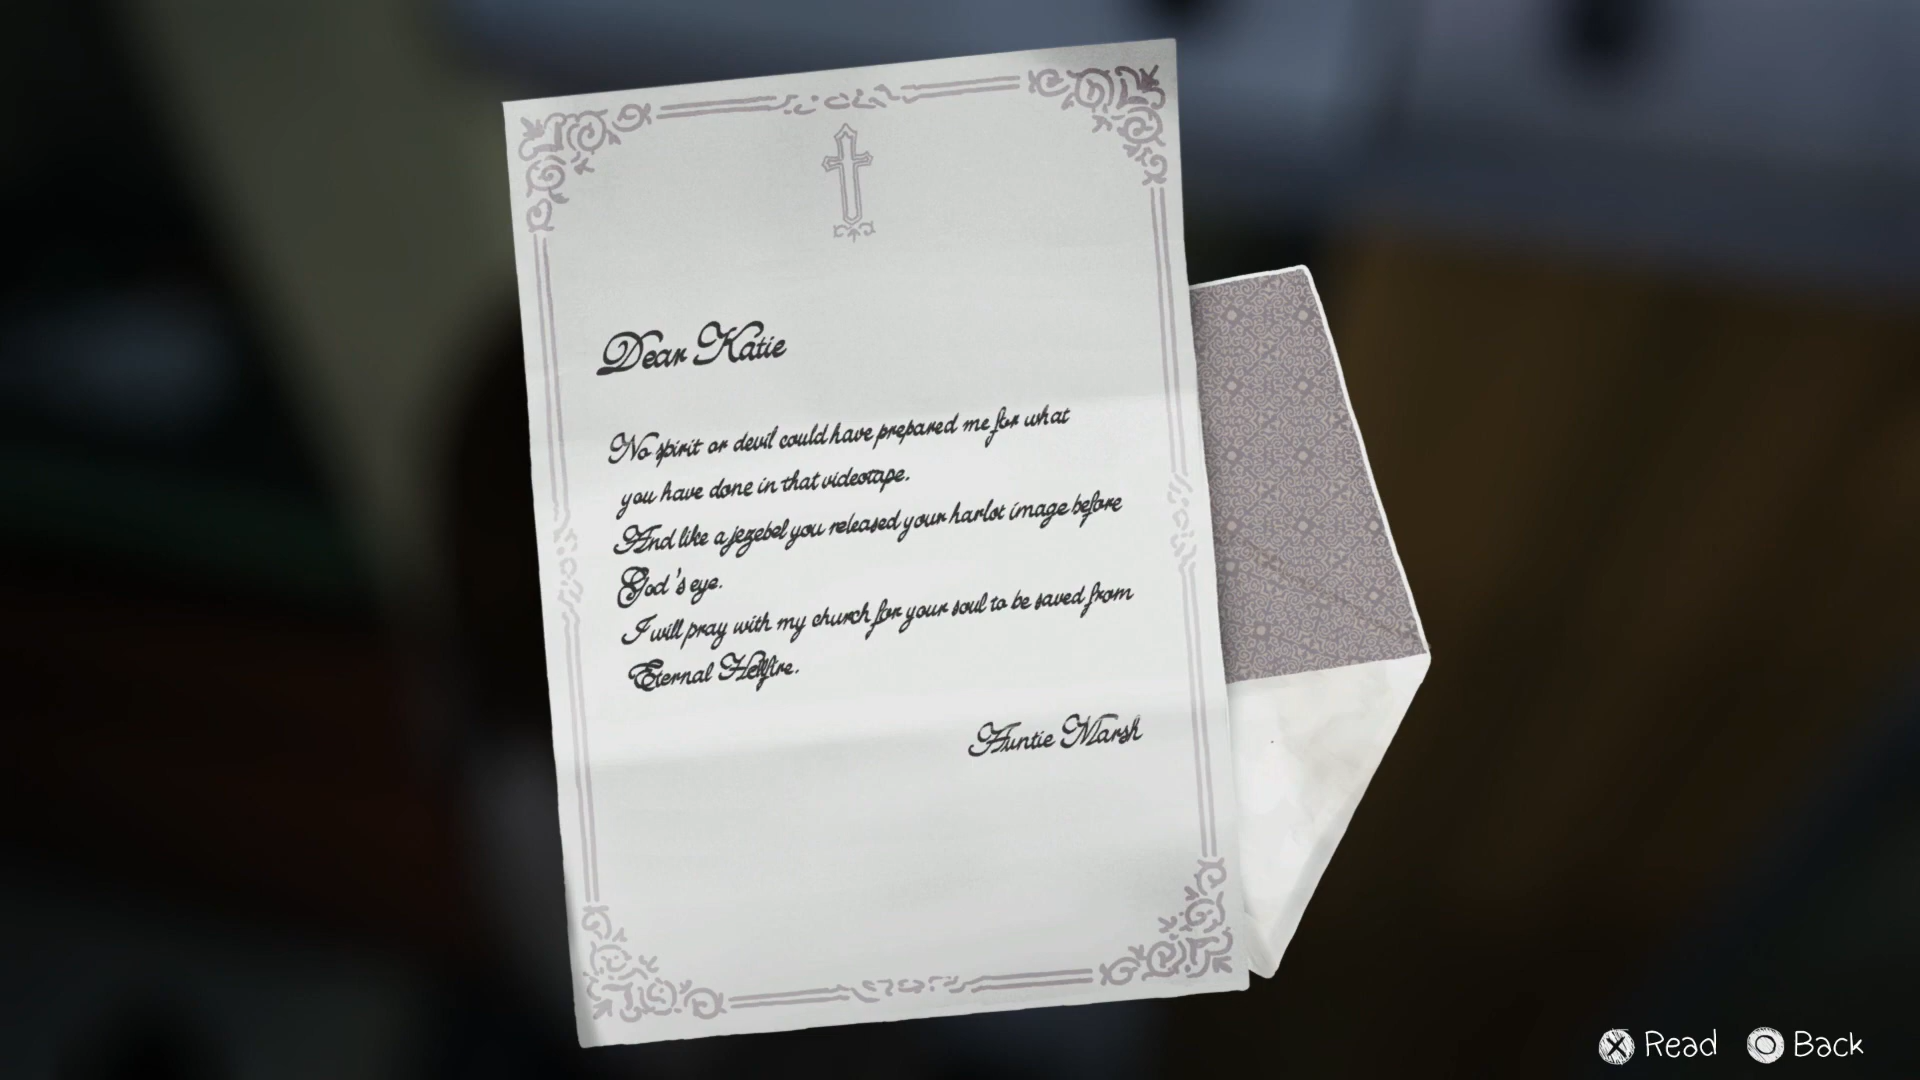 Dear Katie
No spirit or devil could have prepared me for what
you have done in that videotape.
And like a jezebel you released your harlot image before
God's eye.
I will pray with my church for your soul to be saved from
Eternal Hellfire.
Auntie Marsh
Read
Back